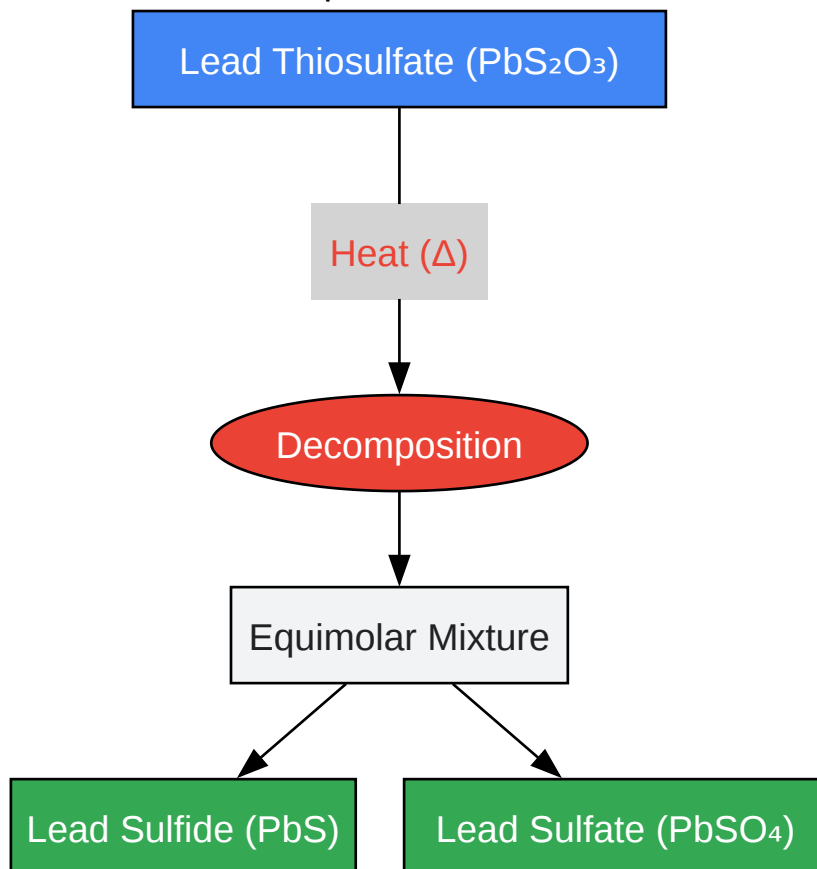 Lead Thiosulfate (PbS₂O₃)
Heat (Δ)
Decomposition
Equimolar Mixture
Lead Sulfide (PbS)
Lead Sulfate (PbSO₄)